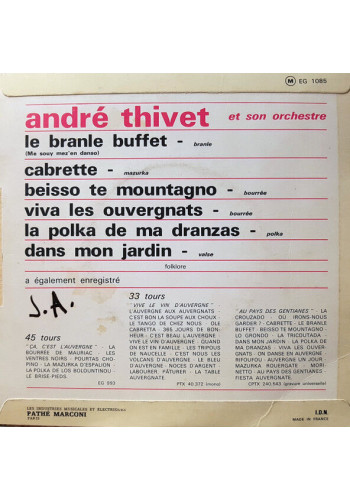 Ⓜ EG 1085
andré thivet et son orchestre
le branle buffet - branle
(Me souy mez'en danso)
cabrette - mazurka
beisso te mountagno - bourrée
viva les ouvergnats - bourrée
la polka de ma dranzas - polka
dans mon jardin - valse
folklore
a également enregistré
J.A.
45 tours
"ÇA, C'EST L'AUVERGNE" - LA
BOURRÉE DE MAURIAC - LES
VENTRES NOIRS - POURTAS CHO-
PINO - LA MAZURKA D'ESPALION -
LA POLKA DE LOS BOLDOUTINOU
LE BRISE-PIEDS.
EG 993
33 tours
"VIVE LE VIN D'AUVERGNE" -
L'AUVERGNE AUX AUVERGNATS -
C'EST BON LA SOUPE AUX CHOUX -
LE TANGO DE CHEZ NOUS - OLE
CABRETTA - 365 JOURS DE BON-
HEUR - C'EST BEAU L'AUVERGNE -
VIVE LE VIN D'AUVERGNE - QUAND
ON EST EN FAMILLE - LES TRIPOUS
DE NAUCELLE - C'EST NOUS LES
VOLCANS D'AUVERGNE - LE BLEU
D'AUVERGNE - NOCES D'ARGENT -
LABOURER, FÂTURER - LA TABLE
AUVERGNATE
PTX 40.372 (mono)
"AU PAYS DES GENTIANES" - LA
CROUZADO - OÙ IRONS-NOUS
GARDER ? - CABRETTE - LE BRANLE
BUFFET - BEISSO TE MOUNTAGNO -
LO GRONDO - LA TRICOUTADA -
DANS MON JARDIN - LA POLKA DE
MA DRANZAS - VIVA LES OUVER-
GNATS - ON DANSE EN AUVERGNE
RIBOUJAC - AURIGNO UN JOUR -
MAZURKA ROUERGATE - MORI-
NETTO - AU PAYS DES GENTIANES -
FIESTA AUVERGNATE.
CPTX 240.543 (gravure universelle)
LES INDUSTRIES MUSICALES ET ELECTRIQUES
PATHÉ MARCONI
PARIS
I.D.N.
MADE IN FRANCE